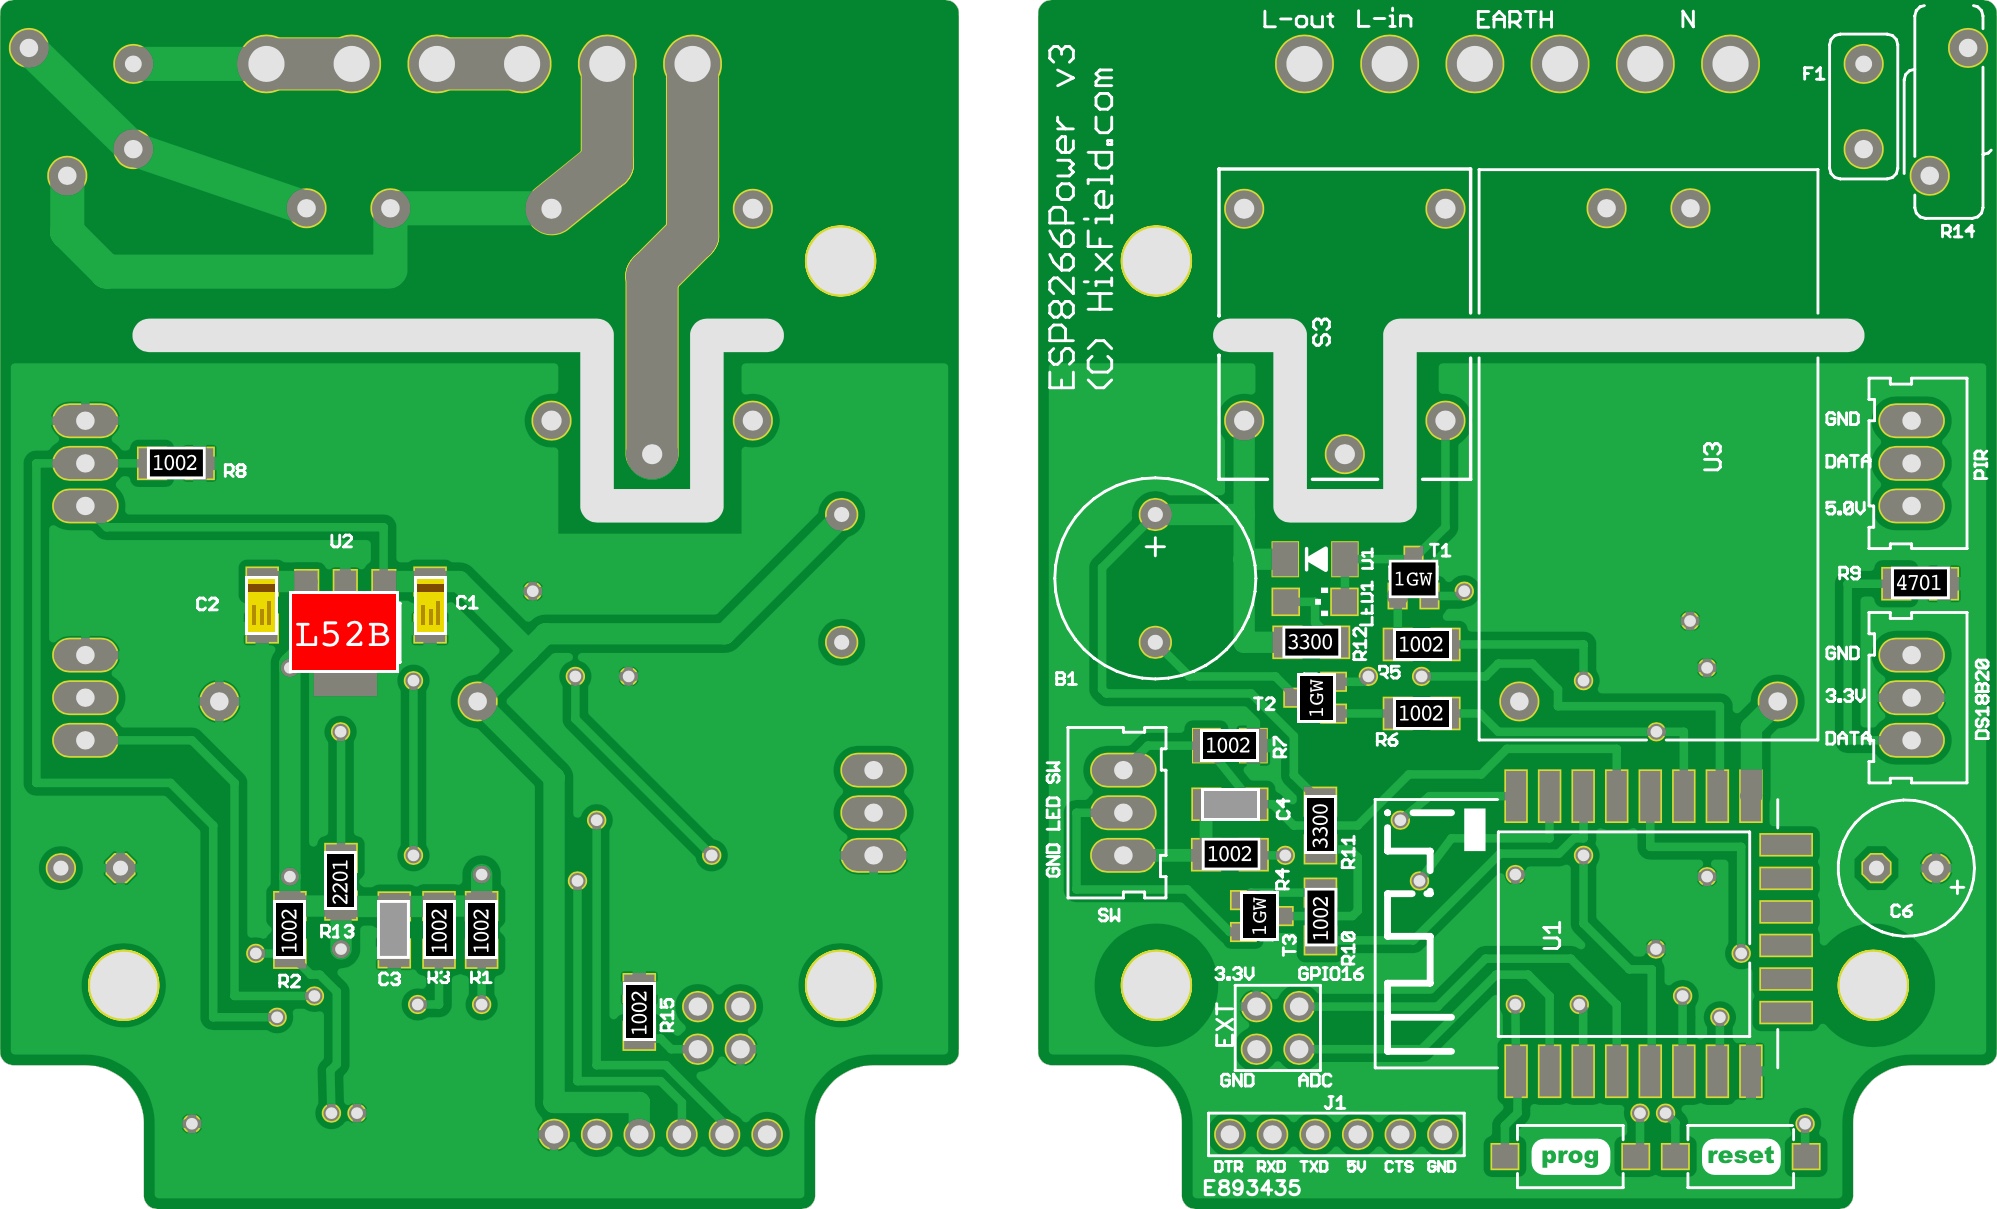 1002
R8
U2
C2
L52B
C1
2201
1002
1002
1002
R13
R2
C3
R3
R1
1002
R15
L-out
L-in
EARTH
N
ESP8266Power v3
(C) HixField.com
F1
R14
S3
U3
GND
DATA
5.0V
PIR
R9
4701
GND
3.3V
DATA
DS18B20
B1
D1
T1
1GW
LED1
3300
R12
1002
R5
T2
1GW
1002
R6
1002
R7
SW
LED
GND
SW
C4
3300
R11
1002
R4
1GW
T3
1002
R10
U1
C6
3.3V
GPIO16
EXT
GND
ADC
J1
DTR
RXD
TXD
5V
CTS
GND
E893435
prog
reset